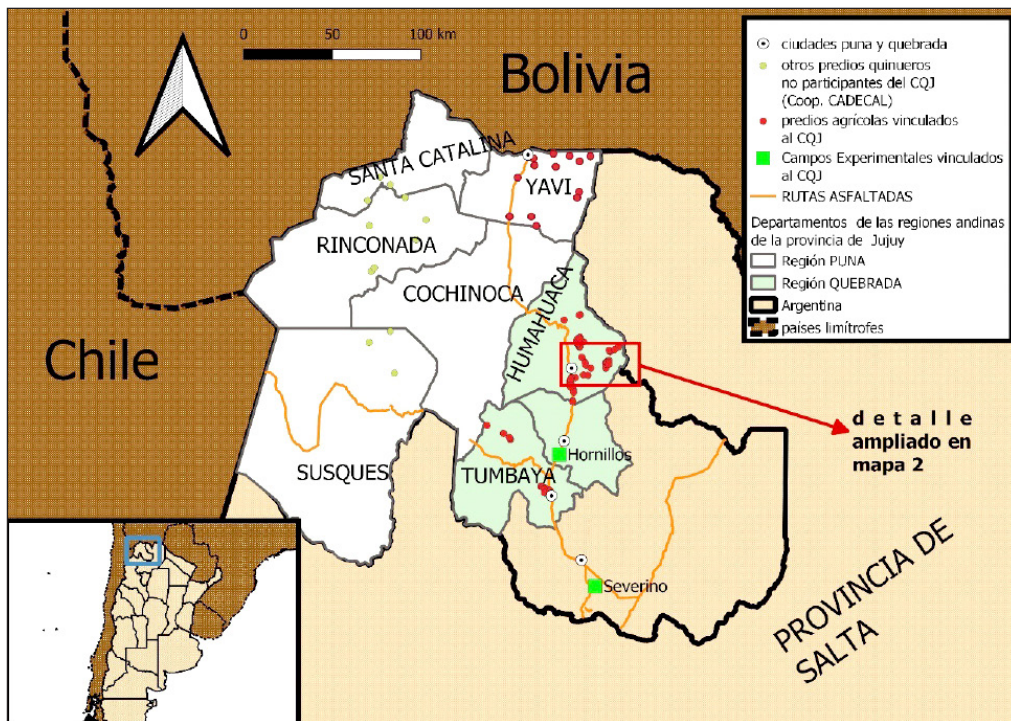 0 50 100 km
Bolivia
Chile
SANTA CATALINA
YAVI
RINCONADA
COCHINOCA
HUMAHUACA
SUSQUES
TUMBAYA
Hornillos
Severino
PROVINCIA DE
SALTA
detalle
ampliado en
mapa 2
ciudades puna y quebrada
otros predios quinueros
no participantes del CQJ
(Coop. CADECAL)
predios agrícolas vinculados
al CQJ
Campos Experimentales vinculados
al CQJ
RUTAS ASFALTADAS
Departamentos de las regiones andinas
de la provincia de Jujuy
Región PUNA
Región QUEBRADA
Argentina
países limítrofes